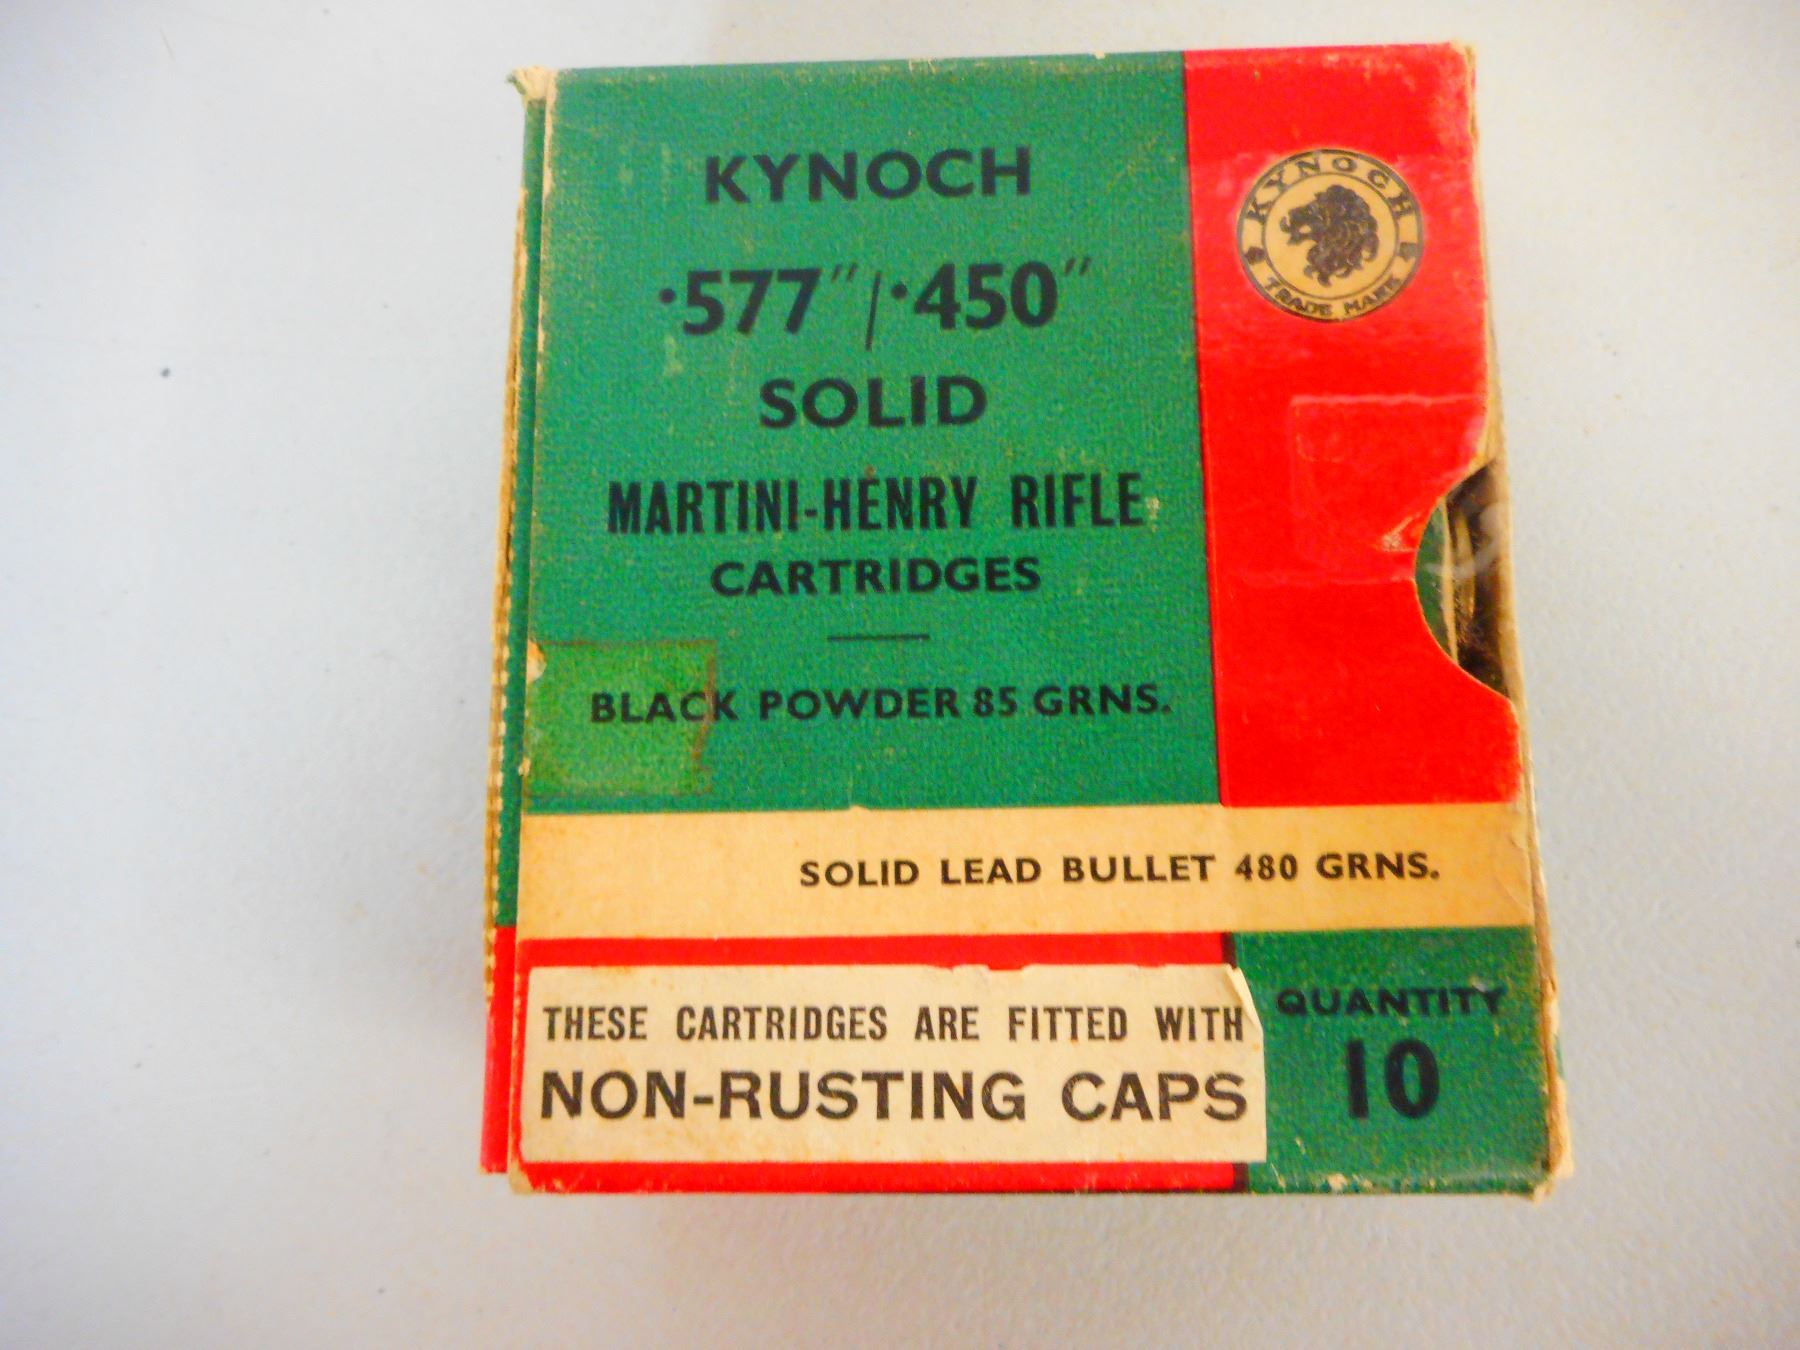 KYNOCH
·577"/·450"
SOLID
MARTINI-HENRY RIFLE
CARTRIDGES
BLACK POWDER 85 GRNS.
KYNOCH
TRADE MARK
SOLID LEAD BULLET 480 GRNS.
THESE CARTRIDGES ARE FITTED WITH
NON-RUSTING CAPS
QUANTITY
10